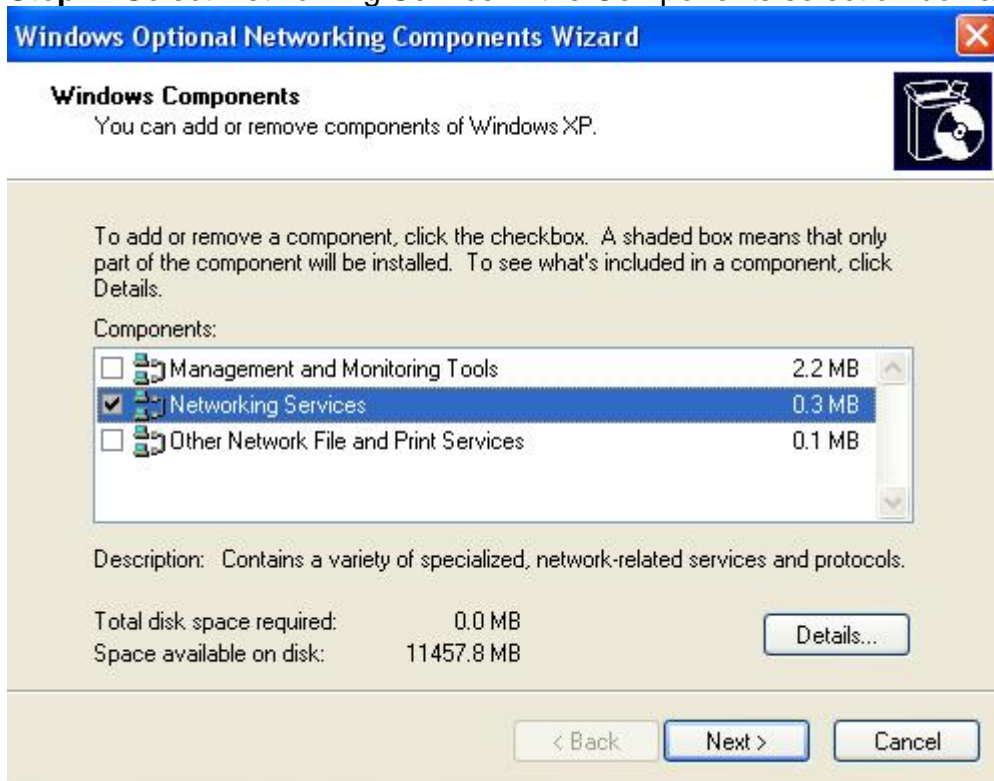 Windows Optional Networking Components Wizard
Windows Components
You can add or remove components of Windows XP.
To add or remove a component, click the checkbox. A shaded box means that only
part of the component will be installed. To see what's included in a component, click
Details.
Components:
Management and Monitoring Tools 2.2 MB
Networking Services 0.3 MB
Other Network File and Print Services 0.1 MB
Description: Contains a variety of specialized, network-related services and protocols.
Total disk space required: 0.0 MB
Space available on disk: 11457.8 MB
Details...
< Back Next > Cancel